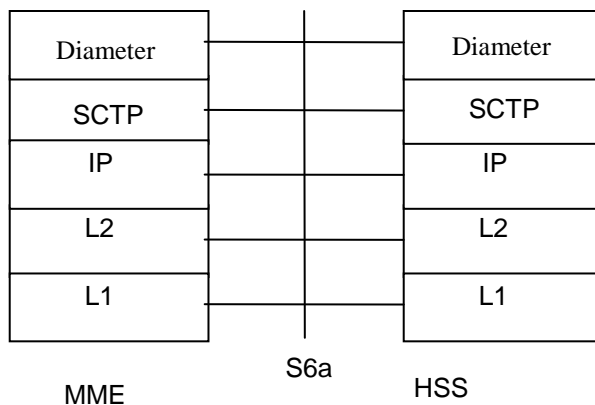 Diameter
Diameter
SCTP
SCTP
IP
IP
L2
L2
L1
L1
S6a
MME
HSS